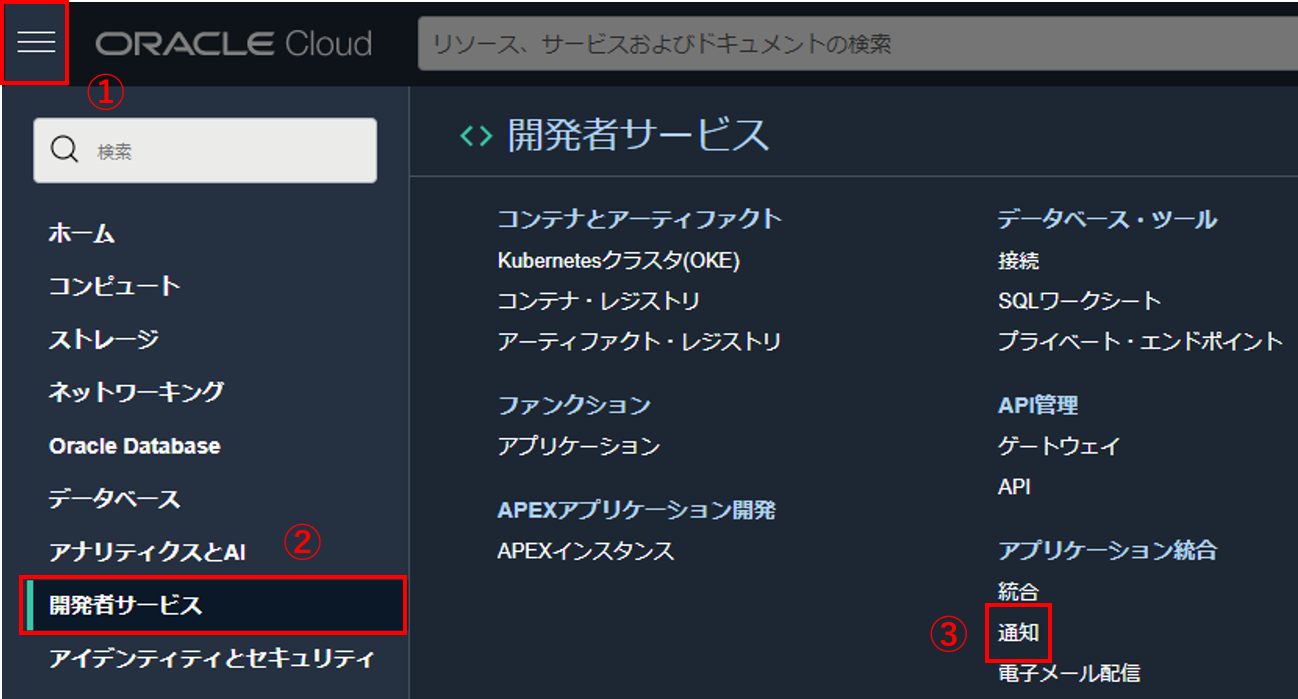 ORACLE Cloud
リソース、サービスおよびドキュメントの検索
①
検索
ホーム
コンピュート
ストレージ
ネットワーキング
Oracle Database
データベース
アナリティクスとAI
②
開発者サービス
アイデンティティとセキュリティ
<> 開発者サービス
コンテナとアーティファクト
Kubernetesクラスタ(OKE)
コンテナ・レジストリ
アーティファクト・レジストリ
ファンクション
アプリケーション
APEXアプリケーション開発
APEXインスタンス
データベース・ツール
接続
SQLワークシート
プライベート・エンドポイント
API管理
ゲートウェイ
API
アプリケーション統合
統合
③
通知
電子メール配信